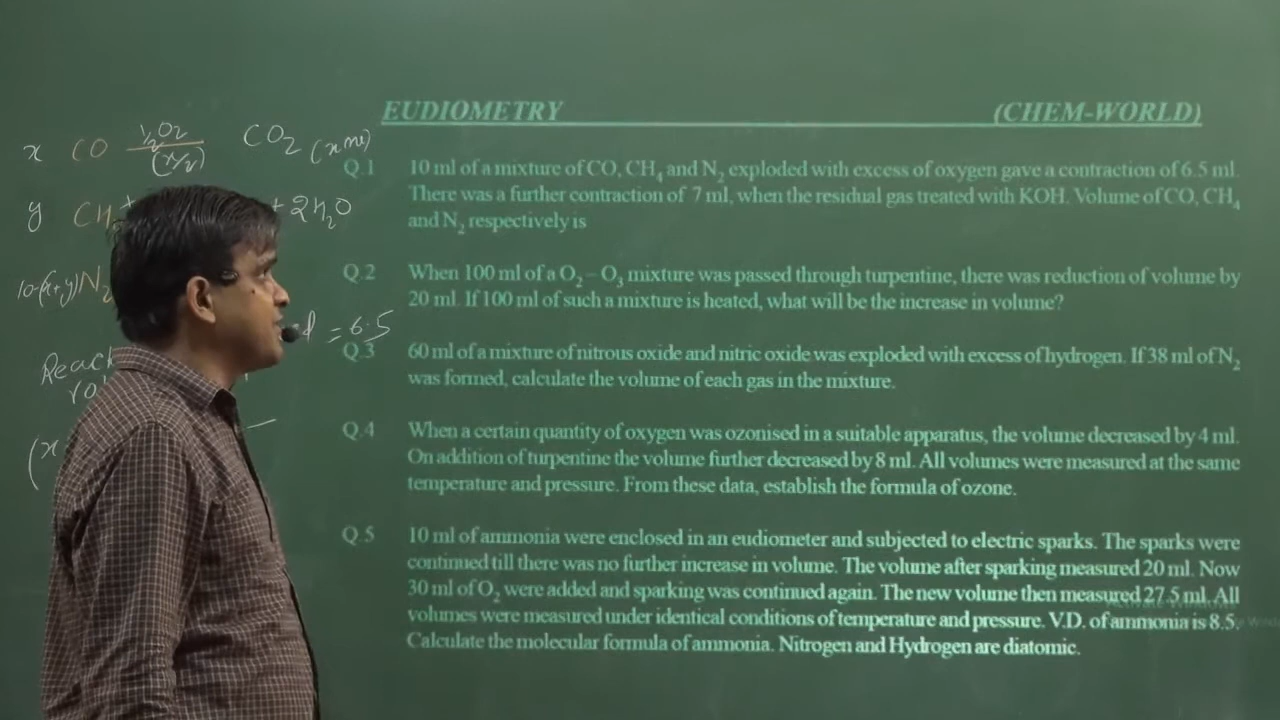 EUDIOMETRY (CHEM-WORLD)
x CO ½O₂ (x/2) CO₂ (x ml)
Q.1 10 ml of a mixture of CO, CH₄ and N₂ exploded with excess of oxygen gave a contraction of 6.5 ml.
There was a further contraction of 7 ml, when the residual gas treated with KOH. Volume of CO, CH₄
and N₂ respectively is
y CH + 2H₂O
10-(x+y) N₂
= 6.5
(x
Q.2 When 100 ml of a O₂ – O₃ mixture was passed through turpentine, there was reduction of volume by
20 ml. If 100 ml of such a mixture is heated, what will be the increase in volume?
Q.3 60 ml of a mixture of nitrous oxide and nitric oxide was exploded with excess of hydrogen. If 38 ml of N₂
was formed, calculate the volume of each gas in the mixture.
Q.4 When a certain quantity of oxygen was ozonised in a suitable apparatus, the volume decreased by 4 ml.
On addition of turpentine the volume further decreased by 8 ml. All volumes were measured at the same
temperature and pressure. From these data, establish the formula of ozone.
Q.5 10 ml of ammonia were enclosed in an eudiometer and subjected to electric sparks. The sparks were
continued till there was no further increase in volume. The volume after sparking measured 20 ml. Now
30 ml of O₂ were added and sparking was continued again. The new volume then measured 27.5 ml. All
volumes were measured under identical conditions of temperature and pressure. V.D. of ammonia is 8.5.
Calculate the molecular formula of ammonia. Nitrogen and Hydrogen are diatomic.